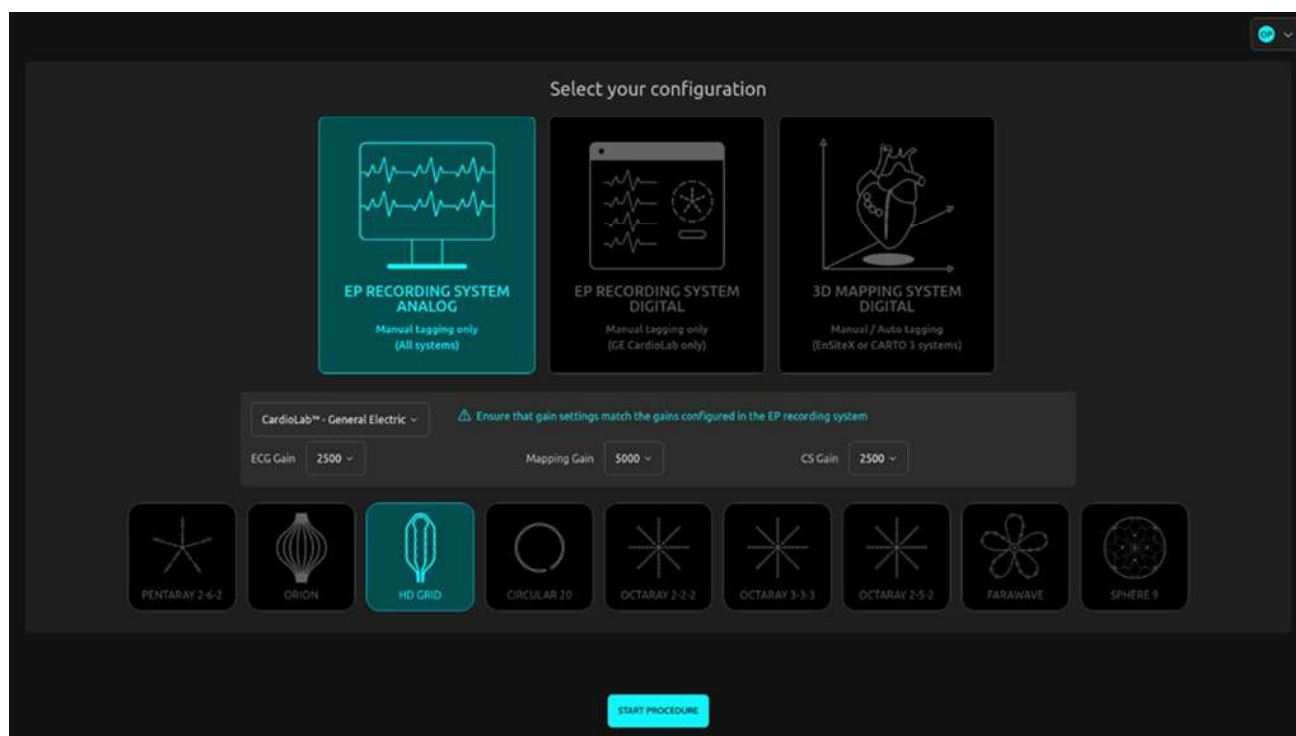 OP
Select your configuration
EP RECORDING SYSTEM
ANALOG
Manual tagging only
(All systems)
EP RECORDING SYSTEM
DIGITAL
Manual tagging only
(GE CardioLab only)
3D MAPPING SYSTEM
DIGITAL
Manual / Auto tagging
(EnSiteX or CARTO 3 systems)
CardioLab™ - General Electric
Ensure that gain settings match the gains configured in the EP recording system
ECG Gain 2500
Mapping Gain 5000
CS Gain 2500
PENTARAY 2-6-2
ORION
HD GRID
CIRCULAR 20
OCTARAY 2-2-2
OCTARAY 3-3-3
OCTARAY 2-5-2
FARAWAVE
SPHERE 9
START PROCEDURE